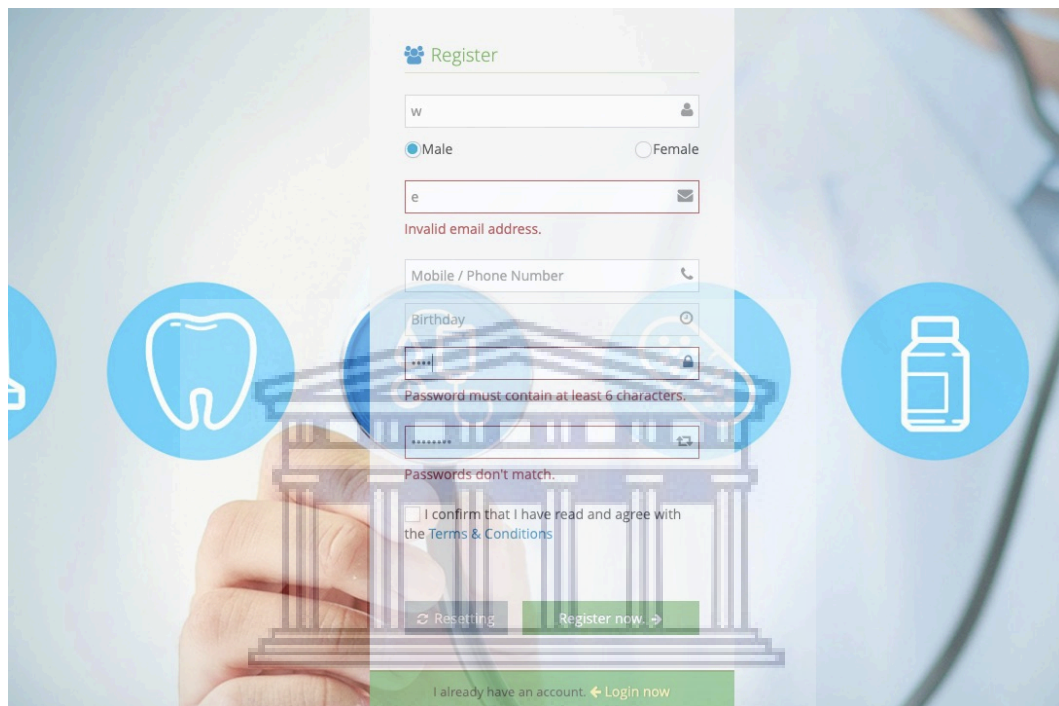 Register
w
Male
Female
e
Invalid email address.
Mobile / Phone Number
Birthday
••••
Password must contain at least 6 characters.
••••••••
Passwords don't match.
I confirm that I have read and agree with
the Terms & Conditions
Resetting
Register now.
I already have an account. Login now